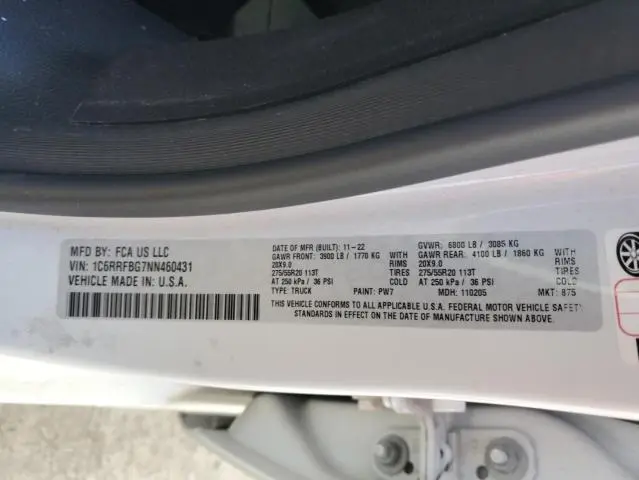 MFD BY: FCA US LLC
VIN: 1C6RRFBG7NN460431
VEHICLE MADE IN: U.S.A.
DATE OF MFR (BUILT): 11-22 GVWR: 6800 LB / 3085 KG
GAWR FRONT: 3900 LB / 1770 KG WITH GAWR REAR: 4100 LB / 1860 KG WITH
20X9.0 RIMS 20X9.0 RIMS
275/55R20 113T TIRES 275/55R20 113T TIRES
AT 250 kPa / 36 PSI COLD AT 250 kPa / 36 PSI COLD
TYPE: TRUCK PAINT: PW7 MDH: 110205 MKT: 875
THIS VEHICLE CONFORMS TO ALL APPLICABLE U.S.A. FEDERAL MOTOR VEHICLE SAFETY
STANDARDS IN EFFECT ON THE DATE OF MANUFACTURE SHOWN ABOVE.